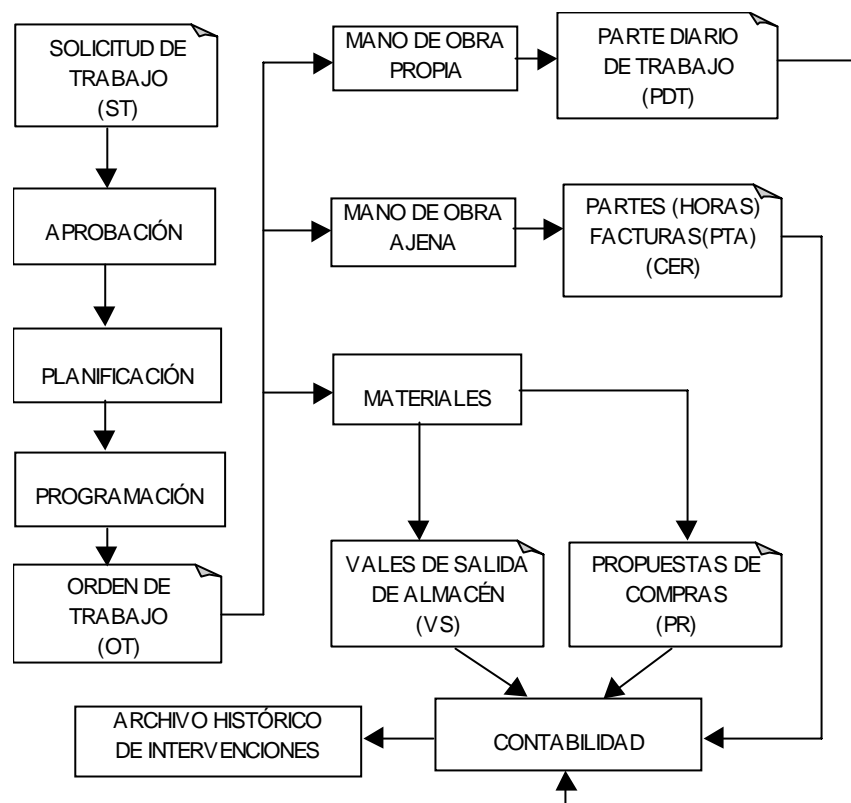 SOLICITUD DE
TRABAJO
(ST)
APROBACIÓN
PLANIFICACIÓN
PROGRAMACIÓN
ORDEN DE
TRABAJO
(OT)
MANO DE OBRA
PROPIA
PARTE DIARIO
DE TRABAJO
(PDT)
MANO DE OBRA
AJENA
PARTES (HORAS)
FACTURAS(PTA)
(CER)
MATERIALES
VALES DE SALIDA
DE ALMACÉN
(VS)
PROPUESTAS DE
COMPRAS
(PR)
ARCHIVO HISTÓRICO
DE INTERVENCIONES
CONTABILIDAD